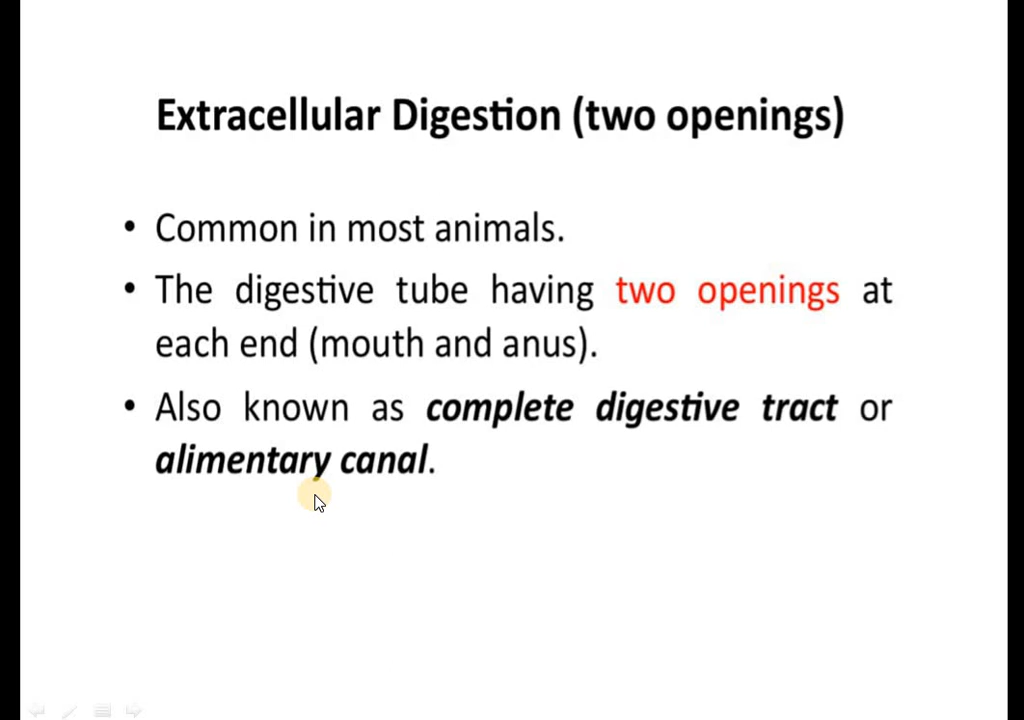 Extracellular Digestion (two openings)
• Common in most animals.
• The digestive tube having two openings at
each end (mouth and anus).
• Also known as complete digestive tract or
alimentary canal.